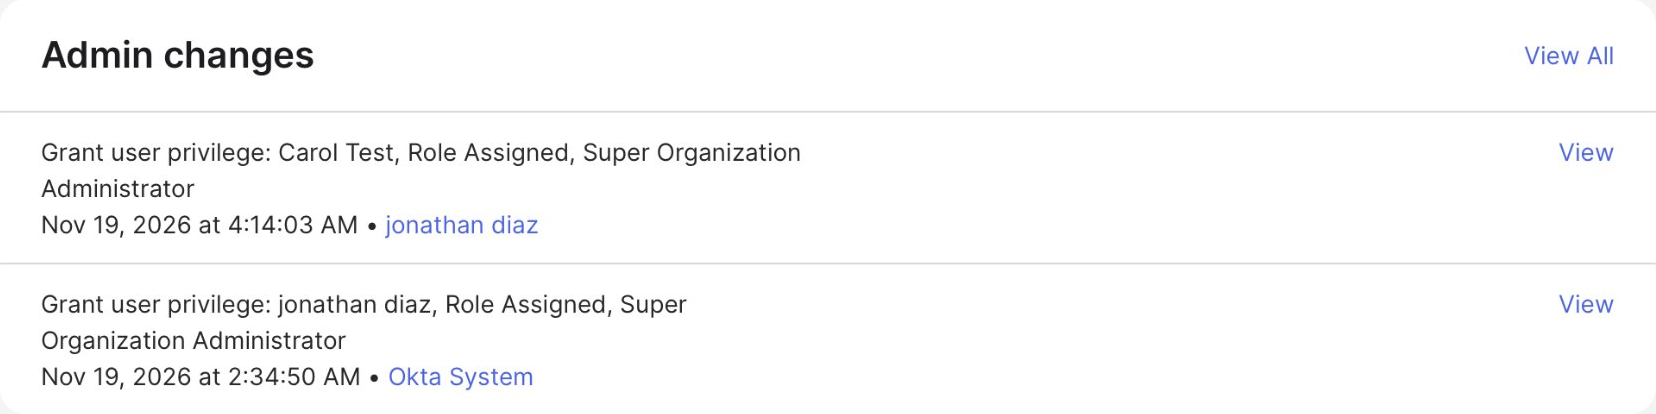 Admin changes
View All
Grant user privilege: Carol Test, Role Assigned, Super Organization
Administrator
View
Nov 19, 2026 at 4:14:03 AM • jonathan diaz
Grant user privilege: jonathan diaz, Role Assigned, Super
Organization Administrator
View
Nov 19, 2026 at 2:34:50 AM • Okta System